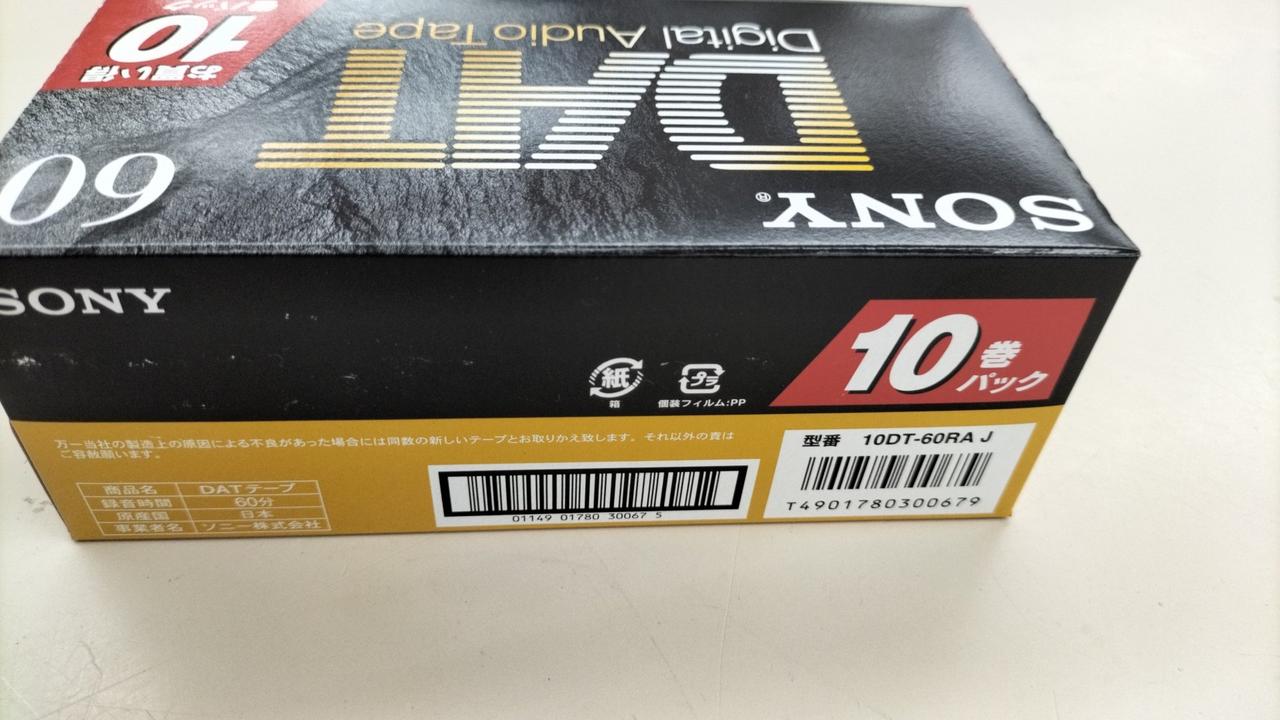 お買い得
10
巻パック
Digital Audio Tape
DAT
SONY®
60
SONY
紙
箱
プラ
個装フィルム:PP
10巻パック
万一当社の製造上の原因による不良があった場合には同数の新しいテープとお取りかえ致します。それ以外の責は
ご容赦願います。
商品名 DATテープ
録音時間 60分
原産国 日本
事業者名 ソニー株式会社
01149 01780 30067 5
型番 10DT-60RA J
T4901780300679